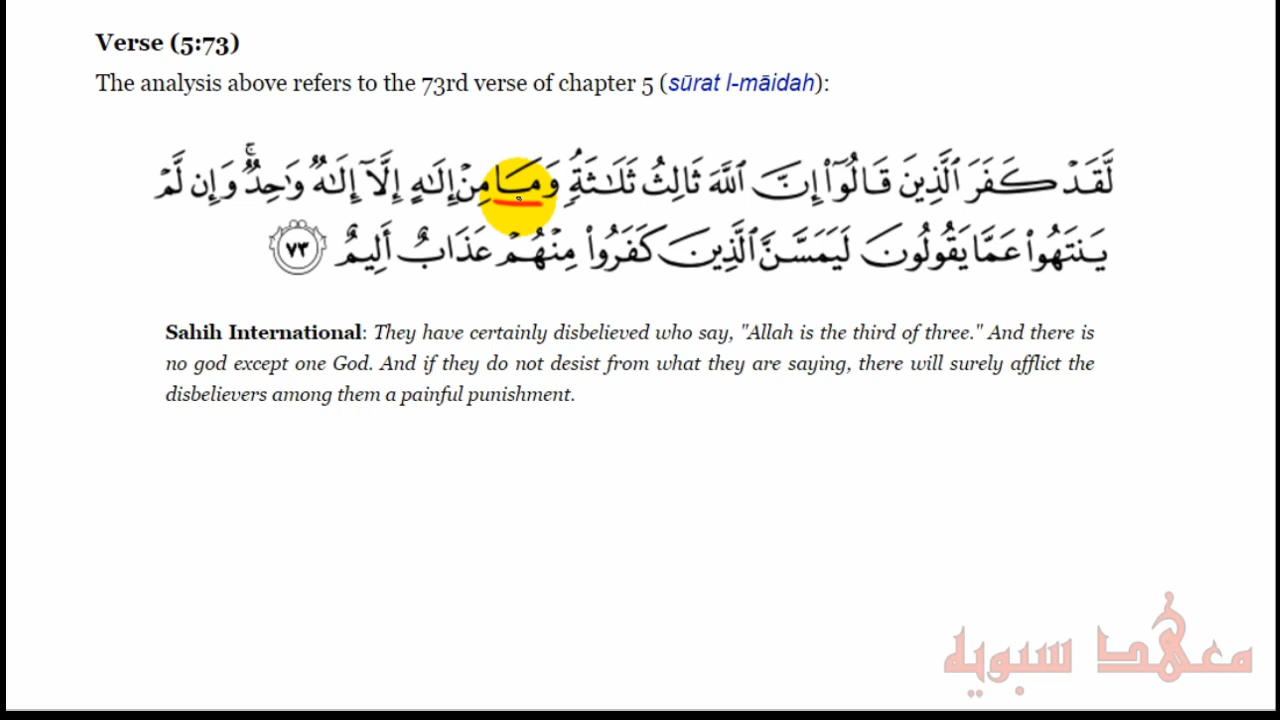 Verse (5:73)
The analysis above refers to the 73rd verse of chapter 5 (sūrat l-māidah):
لَّقَدْ كَفَرَ ٱلَّذِينَ قَالُوٓا۟ إِنَّ ٱللَّهَ ثَالِثُ ثَلَـٰثَةٍۢ وَمَا مِنْ إِلَـٰهٍ إِلَّآ إِلَـٰهٌۭ وَٰحِدٌۭ ۚ وَإِن لَّمْ
يَنتَهُوا۟ عَمَّا يَقُولُونَ لَيَمَسَّنَّ ٱلَّذِينَ كَفَرُوا۟ مِنْهُمْ عَذَابٌ أَلِيمٌ ٧٣
Sahih International: They have certainly disbelieved who say, "Allah is the third of three." And there is
no god except one God. And if they do not desist from what they are saying, there will surely afflict the
disbelievers among them a painful punishment.
معهد سبويه